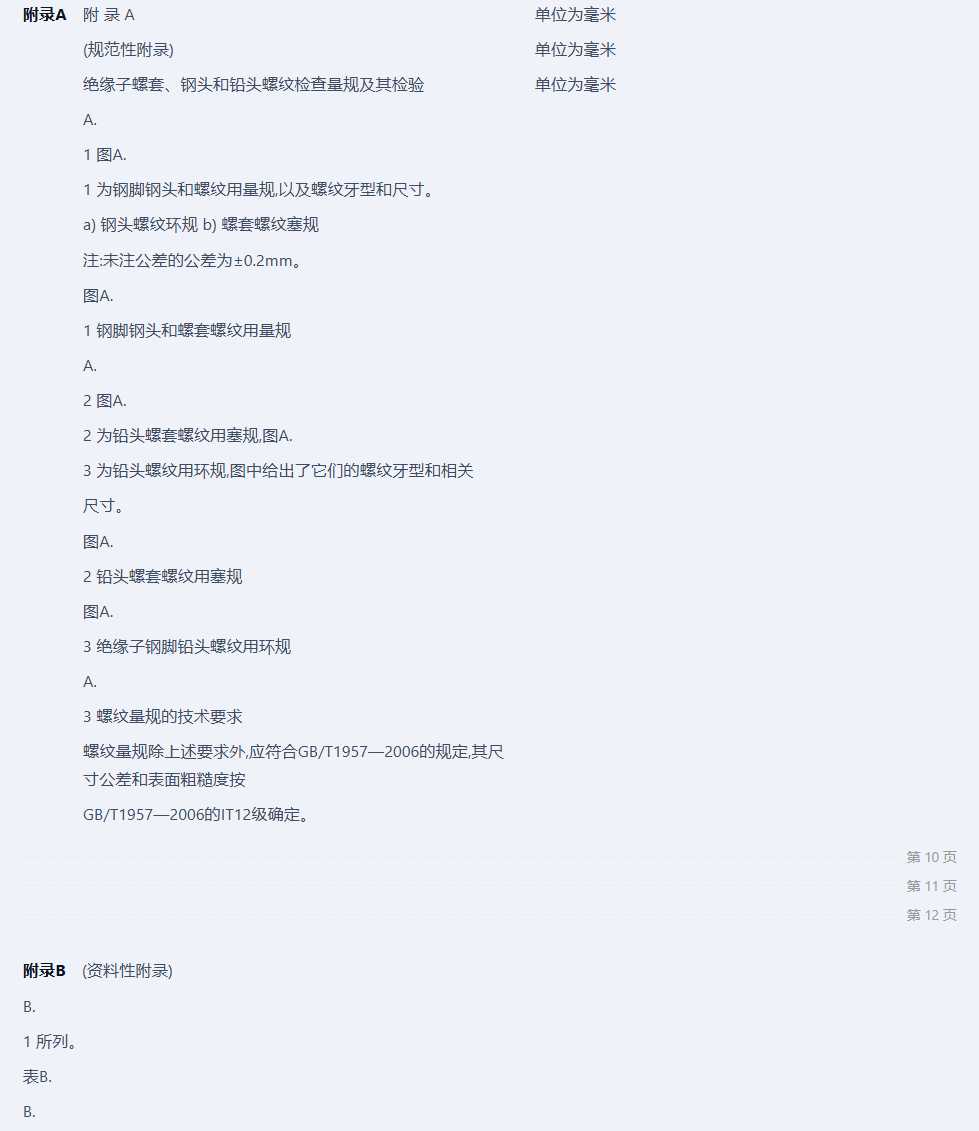 附录A 附 录 A 单位为毫米
(规范性附录) 单位为毫米
绝缘子螺套、钢头和铅头螺纹检查量规及其检验 单位为毫米
A.
1 图A.
1 为钢脚钢头和螺纹用量规,以及螺纹牙型和尺寸。
a) 钢头螺纹环规 b) 螺套螺纹塞规
注:未注公差的公差为±0.2mm。
图A.
1 钢脚钢头和螺套螺纹用量规
A.
2 图A.
2 为铅头螺套螺纹用塞规,图A.
3 为铅头螺纹用环规,图中给出了它们的螺纹牙型和相关
尺寸。
图A.
2 铅头螺套螺纹用塞规
图A.
3 绝缘子钢脚铅头螺纹用环规
A.
3 螺纹量规的技术要求
螺纹量规除上述要求外,应符合GB/T1957—2006的规定,其尺
寸公差和表面粗糙度按
GB/T1957—2006的IT12级确定。
第 10 页
第 11 页
第 12 页
附录B (资料性附录)
B.
1 所列。
表B.
B.